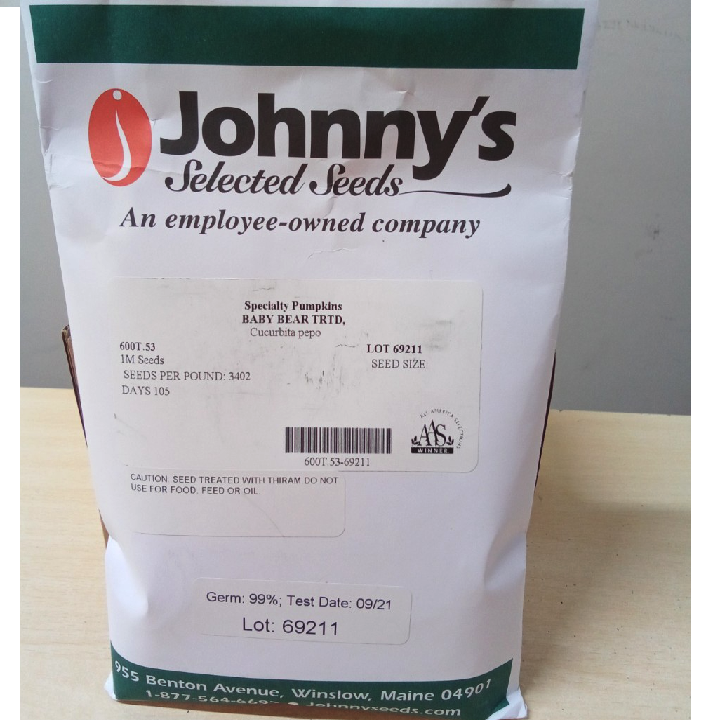 Johnny's
Selected Seeds
An employee-owned company
Specialty Pumpkins
BABY BEAR TRTD,
Cucurbita pepo
600T.53
LOT 69211
1M Seeds
SEED SIZE
SEEDS PER POUND: 3402
DAYS 105
AAS
WINNER
600T.53-69211
CAUTION: SEED TREATED WITH THIRAM DO NOT
USE FOR FOOD, FEED OR OIL
Germ: 99%; Test Date: 09/21
Lot: 69211
955 Benton Avenue, Winslow, Maine 04901
Johnnyseeds.com